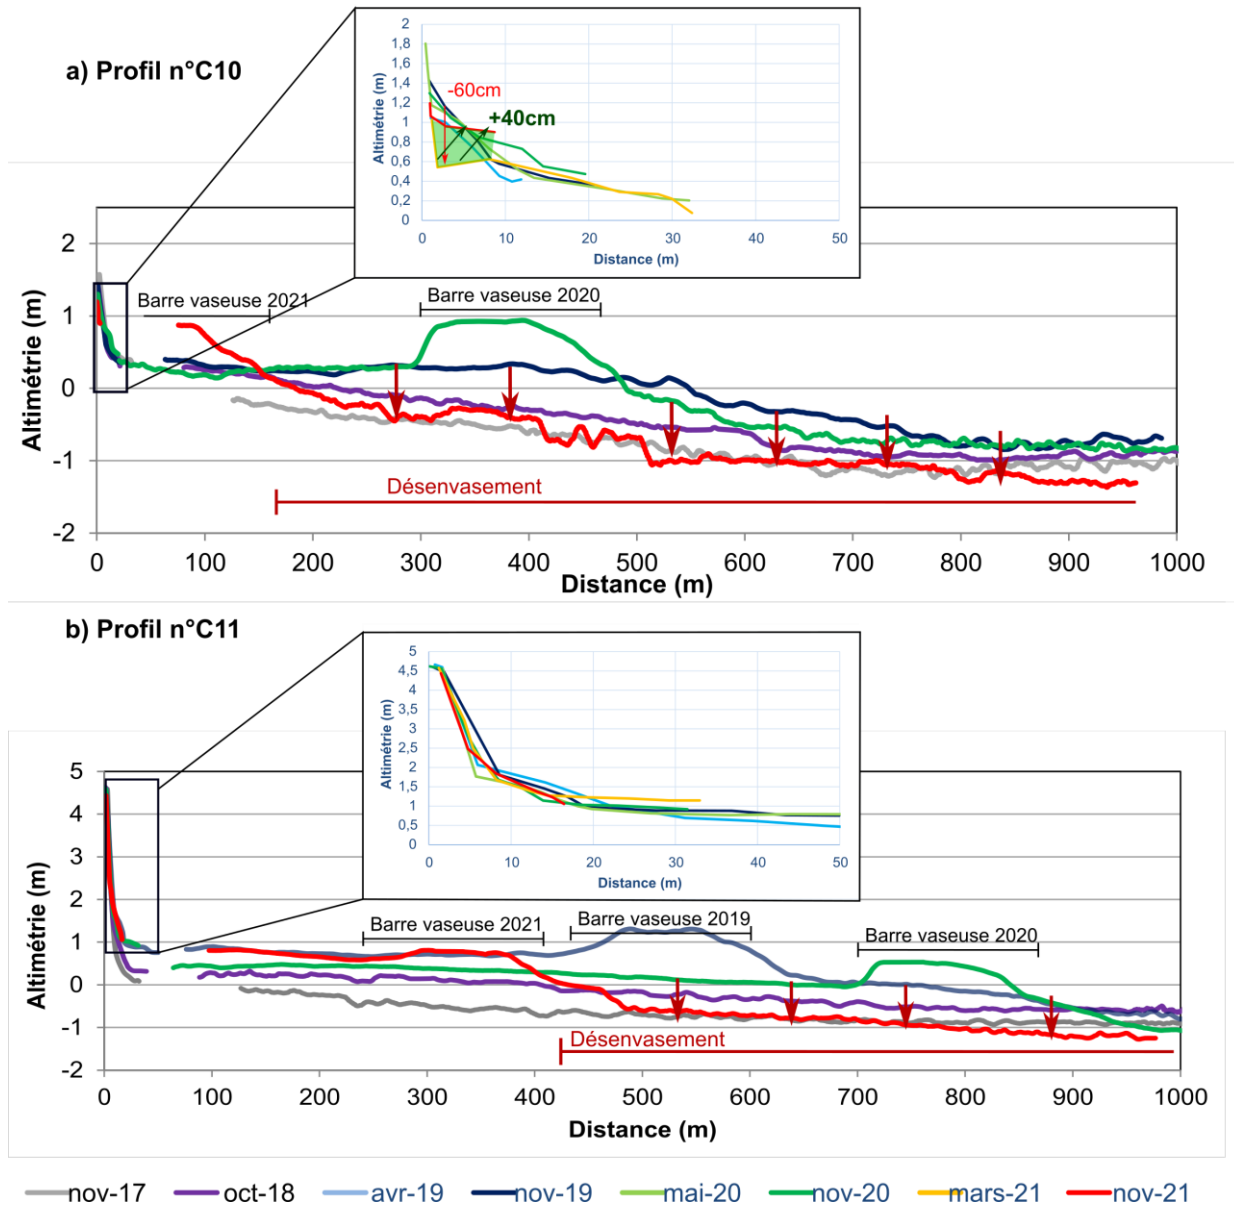 a) Profil n°C10
Altimétrie (m)
2
1,8
1,6
1,4
1,2
1
0,8
0,6
0,4
0,2
0
-60cm
+40cm
0 10 20 30 40 50
Distance (m)
Altimétrie (m)
2
1
0
-1
-2
Barre vaseuse 2021
Barre vaseuse 2020
Désenvasement
0 100 200 300 400 500 600 700 800 900 1000
Distance (m)
b) Profil n°C11
Altimétrie (m)
5
4,5
4
3,5
3
2,5
2
1,5
1
0,5
0
0 10 20 30 40 50
Distance (m)
Altimétrie (m)
5
4
3
2
1
0
-1
-2
Barre vaseuse 2021
Barre vaseuse 2019
Barre vaseuse 2020
Désenvasement
0 100 200 300 400 500 600 700 800 900 1000
Distance (m)
nov-17 oct-18 avr-19 nov-19 mai-20 nov-20 mars-21 nov-21